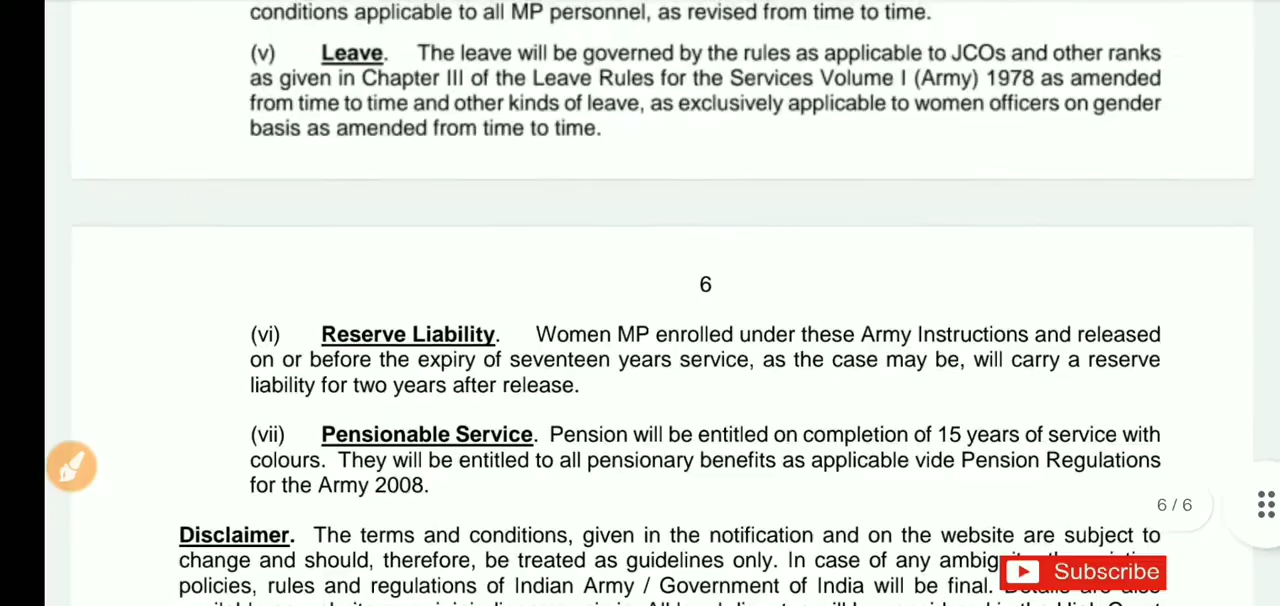 conditions applicable to all MP personnel, as revised from time to time.
(v) Leave. The leave will be governed by the rules as applicable to JCOs and other ranks
as given in Chapter III of the Leave Rules for the Services Volume I (Army) 1978 as amended
from time to time and other kinds of leave, as exclusively applicable to women officers on gender
basis as amended from time to time.
6
(vi) Reserve Liability. Women MP enrolled under these Army Instructions and released
on or before the expiry of seventeen years service, as the case may be, will carry a reserve
liability for two years after release.
(vii) Pensionable Service. Pension will be entitled on completion of 15 years of service with
colours. They will be entitled to all pensionary benefits as applicable vide Pension Regulations
for the Army 2008.
6 / 6
Disclaimer. The terms and conditions, given in the notification and on the website are subject to
change and should, therefore, be treated as guidelines only. In case of any
policies, rules and regulations of Indian Army / Government of India will be final.
Subscribe